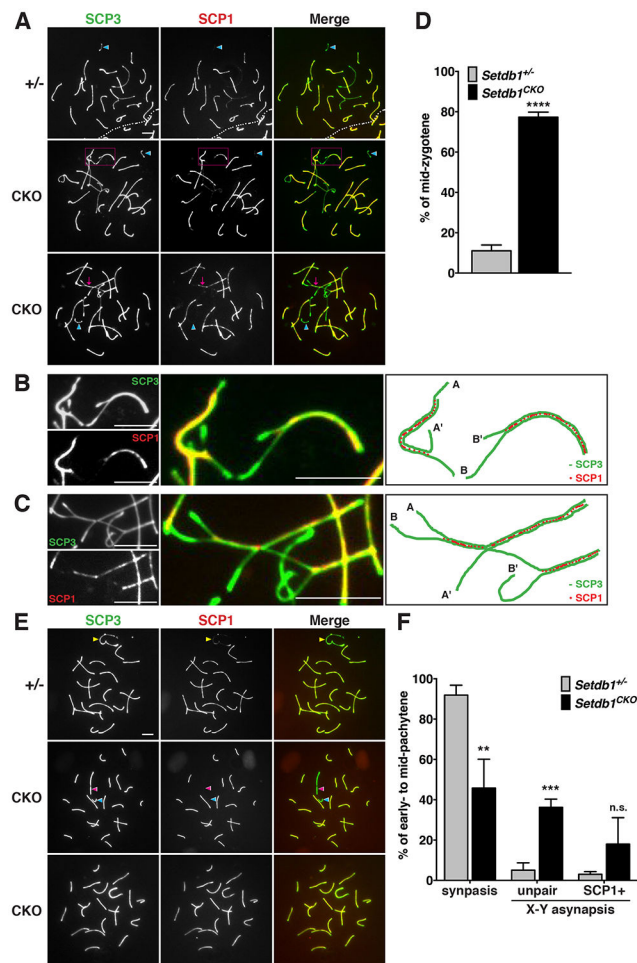 A
SCP3 SCP1 Merge
+/-
CKO
CKO
D
Setdb1+/-
Setdb1CKO
****
% of mid-zygotene
100
80
60
40
20
0
B
SCP3
SCP1
A
A'
B'
B
- SCP3
• SCP1
C
SCP3
SCP1
B
A
A'
B'
- SCP3
• SCP1
E
SCP3 SCP1 Merge
+/-
CKO
CKO
F
Setdb1+/-
Setdb1CKO
% of early- to mid-pachytene
100
80
60
40
20
0
**
***
n.s.
synpasis unpair SCP1+
X-Y asynapsis